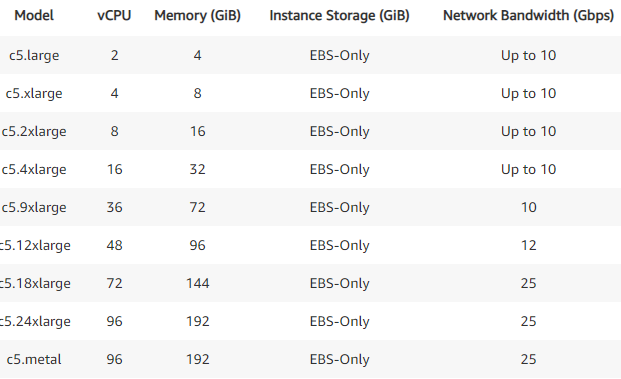 Model vCPU Memory (GiB) Instance Storage (GiB) Network Bandwidth (Gbps)
c5.large 2 4 EBS-Only Up to 10
c5.xlarge 4 8 EBS-Only Up to 10
c5.2xlarge 8 16 EBS-Only Up to 10
c5.4xlarge 16 32 EBS-Only Up to 10
c5.9xlarge 36 72 EBS-Only 10
c5.12xlarge 48 96 EBS-Only 12
c5.18xlarge 72 144 EBS-Only 25
c5.24xlarge 96 192 EBS-Only 25
c5.metal 96 192 EBS-Only 25